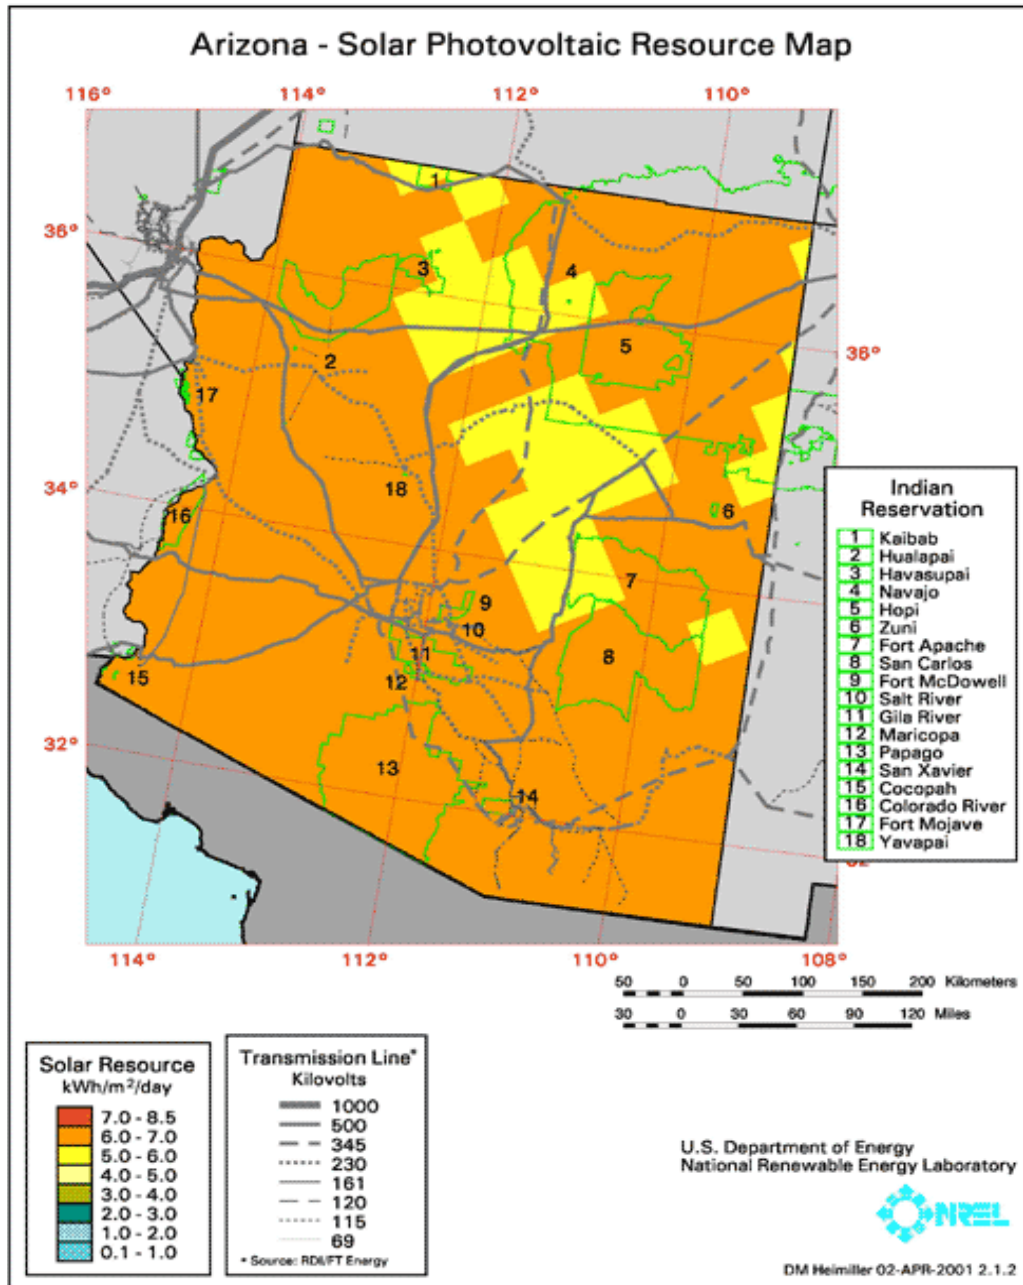 Arizona - Solar Photovoltaic Resource Map
116° 114° 112° 110°
36°
34°
32°
36°
32°
114° 112° 110° 108°
1
3
4
2
5
17
18
16
6
7
9
10
8
11
12
15
13
14
Indian
Reservation
1 Kaibab
2 Hualapai
3 Havasupai
4 Navajo
5 Hopi
6 Zuni
7 Fort Apache
8 San Carlos
9 Fort McDowell
10 Salt River
11 Gila River
12 Maricopa
13 Papago
14 San Xavier
15 Cocopah
16 Colorado River
17 Fort Mojave
18 Yavapai
50 0 50 100 150 200 Kilometers
30 0 30 60 90 120 Miles
Solar Resource
kWh/m²/day
7.0 - 8.5
6.0 - 7.0
5.0 - 6.0
4.0 - 5.0
3.0 - 4.0
2.0 - 3.0
1.0 - 2.0
0.1 - 1.0
Transmission Line*
Kilovolts
1000
500
345
230
161
120
115
69
* Source: RDI/FT Energy
U.S. Department of Energy
National Renewable Energy Laboratory
NREL
DM Heimiller 02-APR-2001 2.1.2